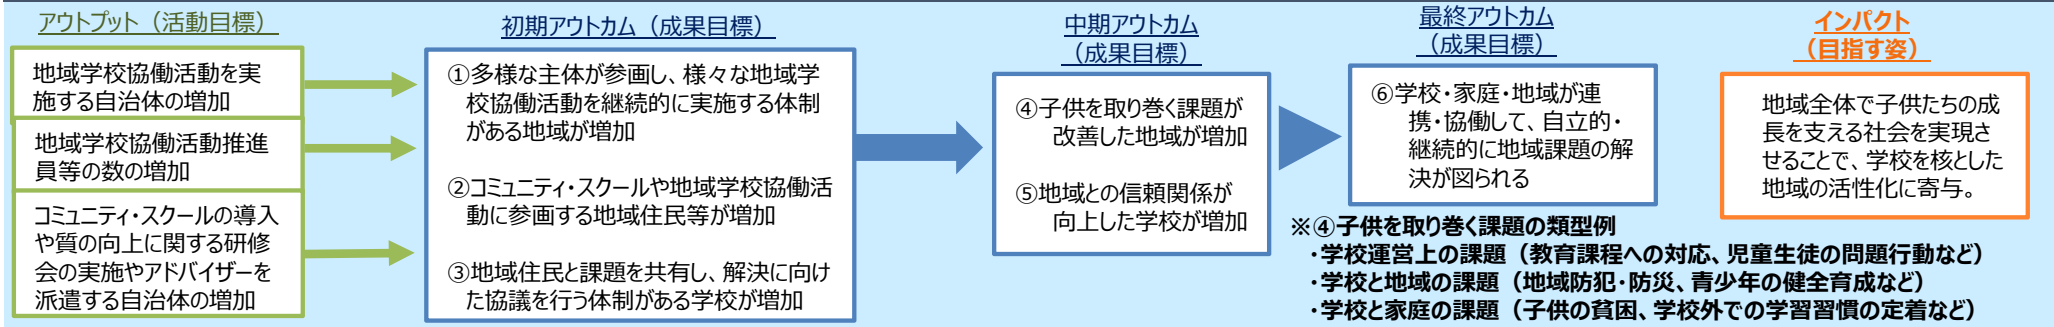 アウトプット（活動目標）
地域学校協働活動を実
施する自治体の増加
地域学校協働活動推進
員等の数の増加
コミュニティ・スクールの導入
や質の向上に関する研修
会の実施やアドバイザーを
派遣する自治体の増加
初期アウトカム（成果目標）
①多様な主体が参画し、様々な地域学
校協働活動を継続的に実施する体制
がある地域が増加
②コミュニティ・スクールや地域学校協働活
動に参画する地域住民等が増加
③地域住民と課題を共有し、解決に向け
た協議を行う体制がある学校が増加
中期アウトカム
（成果目標）
④子供を取り巻く課題が
改善した地域が増加
⑤地域との信頼関係が
向上した学校が増加
最終アウトカム
（成果目標）
⑥学校・家庭・地域が連
携・協働して、自立的・
継続的に地域課題の解
決が図られる
インパクト
（目指す姿）
地域全体で子供たちの成
長を支える社会を実現さ
せることで、学校を核とした
地域の活性化に寄与。
※④子供を取り巻く課題の類型例
・学校運営上の課題（教育課程への対応、児童生徒の問題行動など）
・学校と地域の課題（地域防犯・防災、青少年の健全育成など）
・学校と家庭の課題（子供の貧困、学校外での学習習慣の定着など）